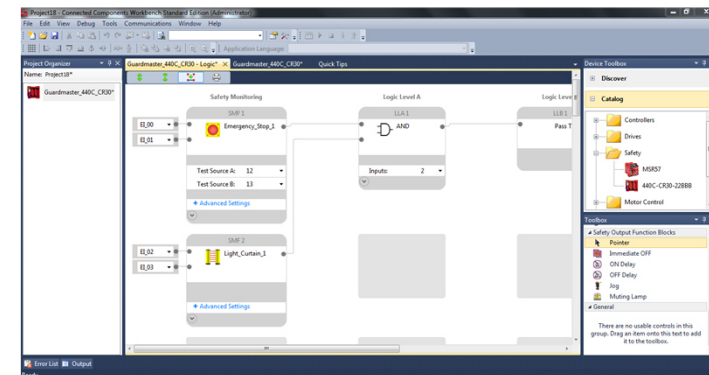 Project18 - Connected Components Workbench Standard Edition (Administrator)
File Edit View Debug Tools Communications Window Help
Application Language:
Project Organizer
Name: Project18*
Guardmaster_440C_CR30*
Guardmaster_440C_CR30 - Logic*
Guardmaster_440C_CR30*
Quick Tips
Safety Monitoring
Logic Level A
Logic Level
SMF 1
LLA 1
LLB 1
EI_00
EI_01
Emergency_Stop_1
AND
Pass T
Test Source A: 12
Test Source B: 13
Inputs: 2
+ Advanced Settings
SMF 2
EI_02
EI_03
Light_Curtain_1
+ Advanced Settings
Device Toolbox
Discover
Catalog
Controllers
Drives
Safety
MSR57
440C-CR30-22BBB
Motor Control
Toolbox
Safety Output Function Blocks
Pointer
Immediate OFF
ON Delay
OFF Delay
Jog
Muting Lamp
General
There are no usable controls in this
group. Drag an item onto this text to add
it to the toolbox.
Error List
Output
Ready